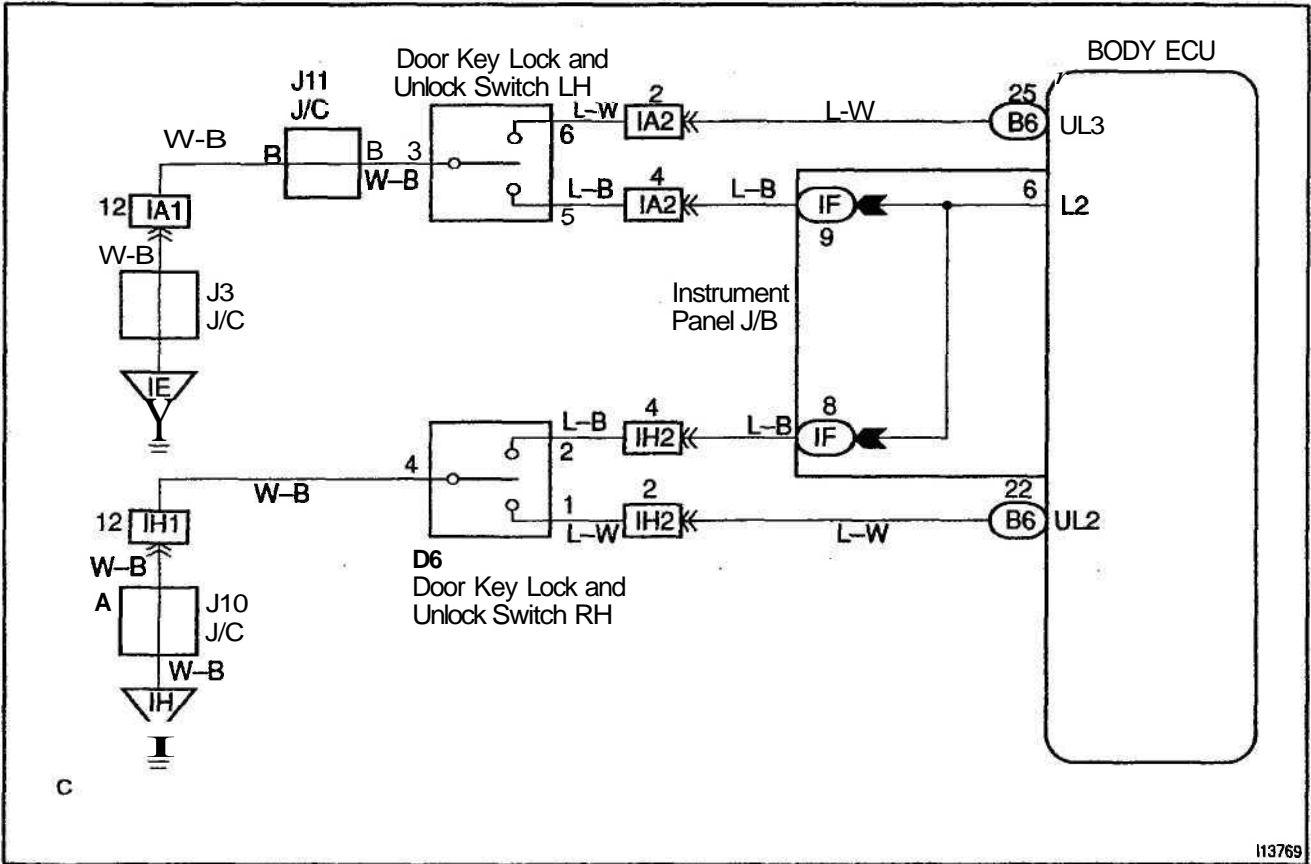 BODY ECU
Door Key Lock and
Unlock Switch LH
J11
J/C
W-B
B
B
W-B
3
6
L-W
2
IA2
L-W
25
B6
UL3
5
L-B
4
IA2
L-B
IF
9
6
L2
12
IA1
W-B
J3
J/C
IE
Instrument
Panel J/B
W-B
4
2
L-B
4
IH2
L-B
8
IF
1
L-W
2
IH2
L-W
22
B6
UL2
12
IH1
W-B
A
J10
J/C
W-B
IH
D6
Door Key Lock and
Unlock Switch RH
C
I13769